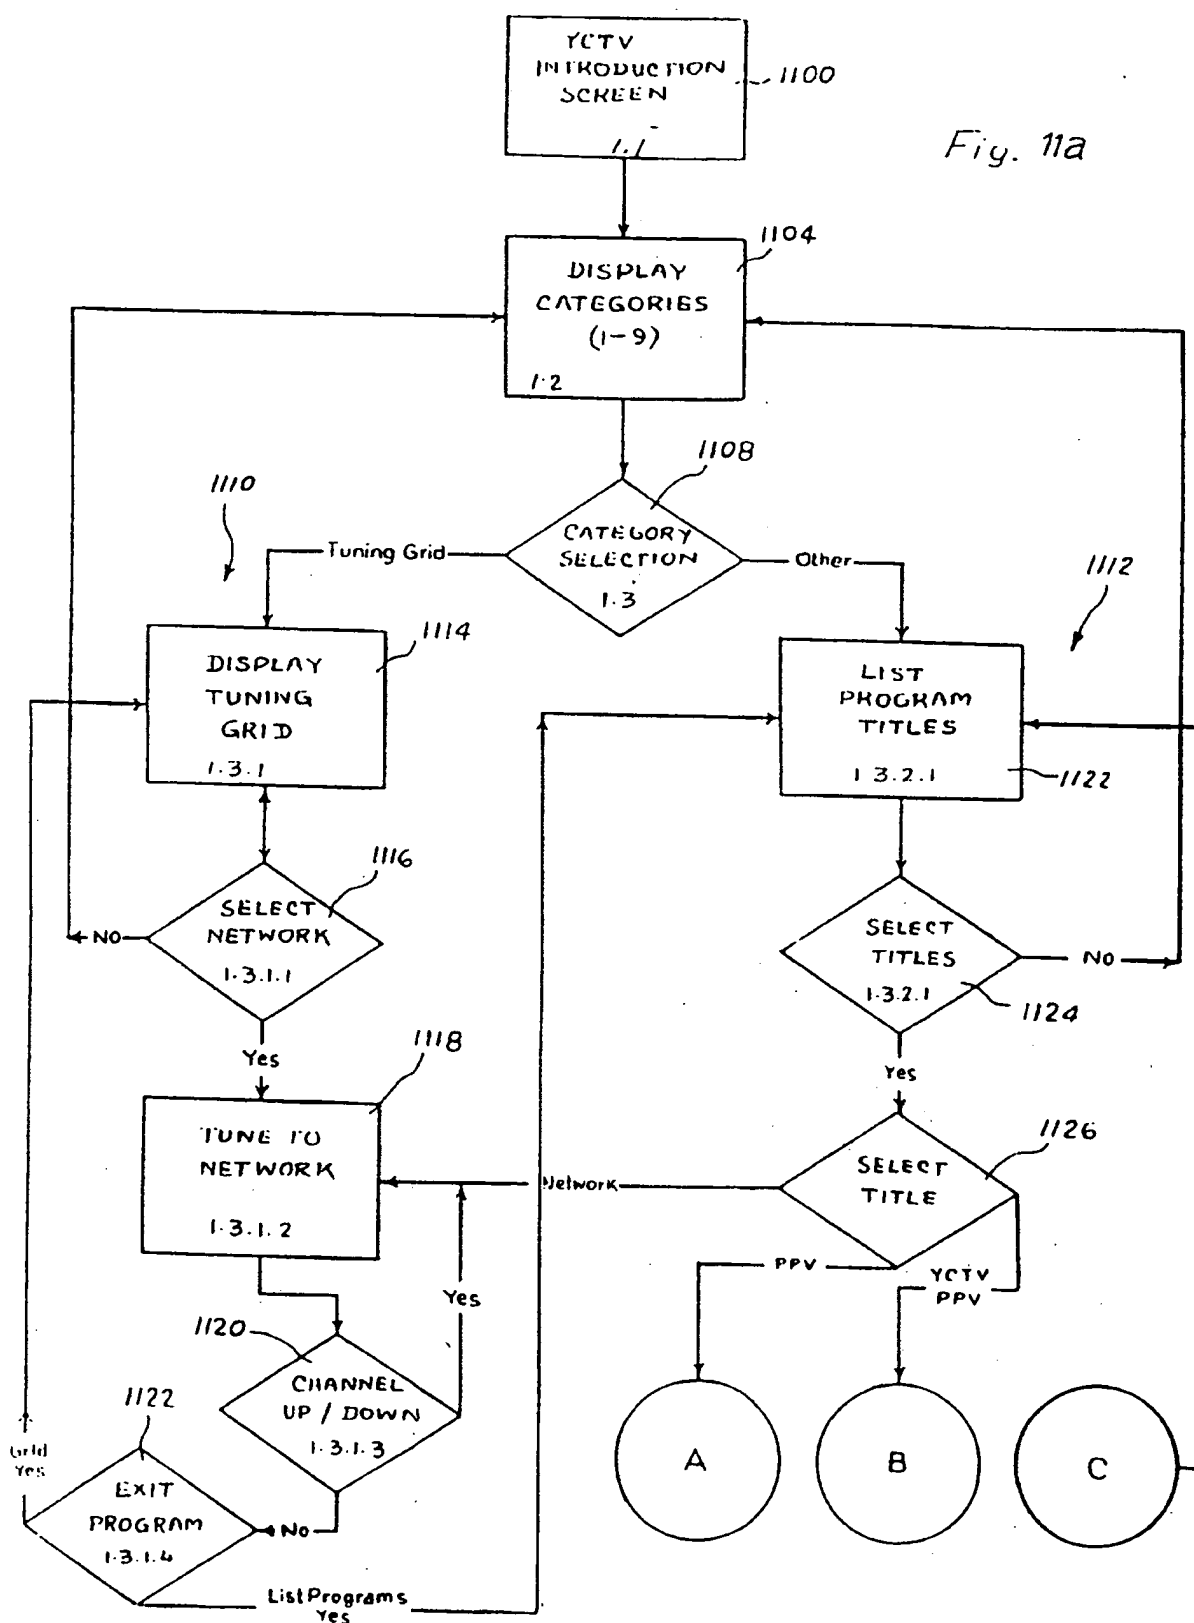 YCTV
INTRODUCTION
SCREEN
1.1
1100
Fig. 11a
1104
DISPLAY
CATEGORIES
(1-9)
1.2
1108
CATEGORY
SELECTION
1.3
Tuning Grid
Other
1110
1112
1114
DISPLAY
TUNING
GRID
1.3.1
LIST
PROGRAM
TITLES
1.3.2.1
1122
1116
SELECT
NETWORK
1.3.1.1
No
Yes
SELECT
TITLES
1.3.2.1
1124
No
Yes
1118
TUNE TO
NETWORK
1.3.1.2
Network
1126
SELECT
TITLE
PPV
YCTV
PPV
Yes
1120
CHANNEL
UP / DOWN
1.3.1.3
No
1122
EXIT
PROGRAM
1.3.1.4
Grid
Yes
List Programs
Yes
A
B
C